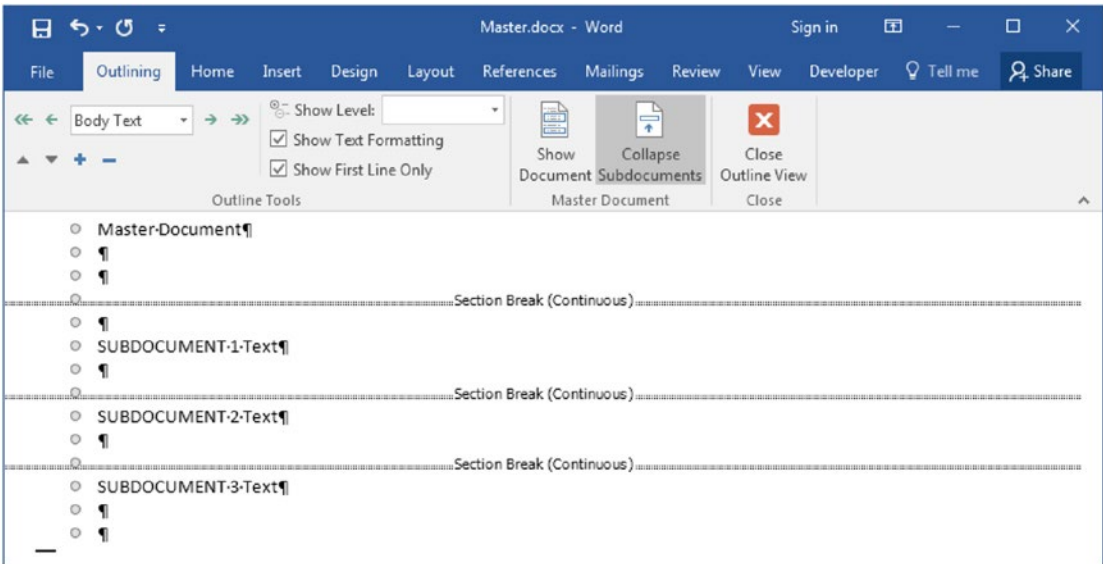 Master.docx - Word Sign in
File Outlining Home Insert Design Layout References Mailings Review View Developer Tell me Share
Body Text
Show Level:
Show Text Formatting
Show First Line Only
Outline Tools
Show
Document
Collapse
Subdocuments
Master Document
Close
Outline View
Close
Master·Document¶
¶
¶
Section Break (Continuous)
¶
SUBDOCUMENT·1·Text¶
¶
Section Break (Continuous)
SUBDOCUMENT·2·Text¶
¶
Section Break (Continuous)
SUBDOCUMENT·3·Text¶
¶
¶